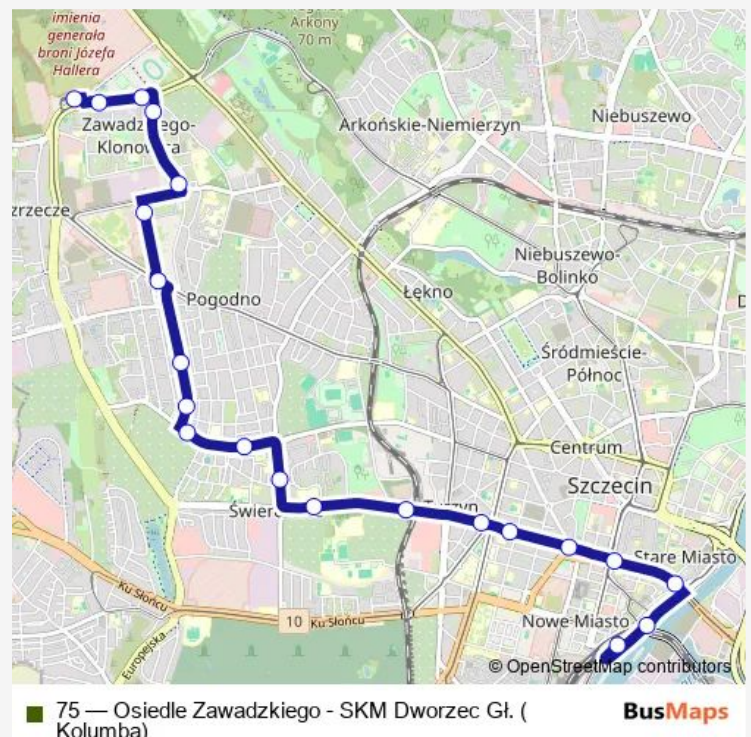 imienia
generała
broni Józefa
Hallera
Arkony
70 m
Arkońskie-Niemierzyn
Niebuszewo
Klono
zrzecze
Niebuszewo-
Bolinko
Pogodno
Łękno
Śródmieście-
Północ
Centrum
Szczecin
Stare Miasto
Ku Słońcu
10
Ku Słońcu
Nowe Miasto
Europejska
© OpenStreetMap contributors
75 — Osiedle Zawadzkiego - SKM Dworzec Gł. (
Kolumba)
BusMaps